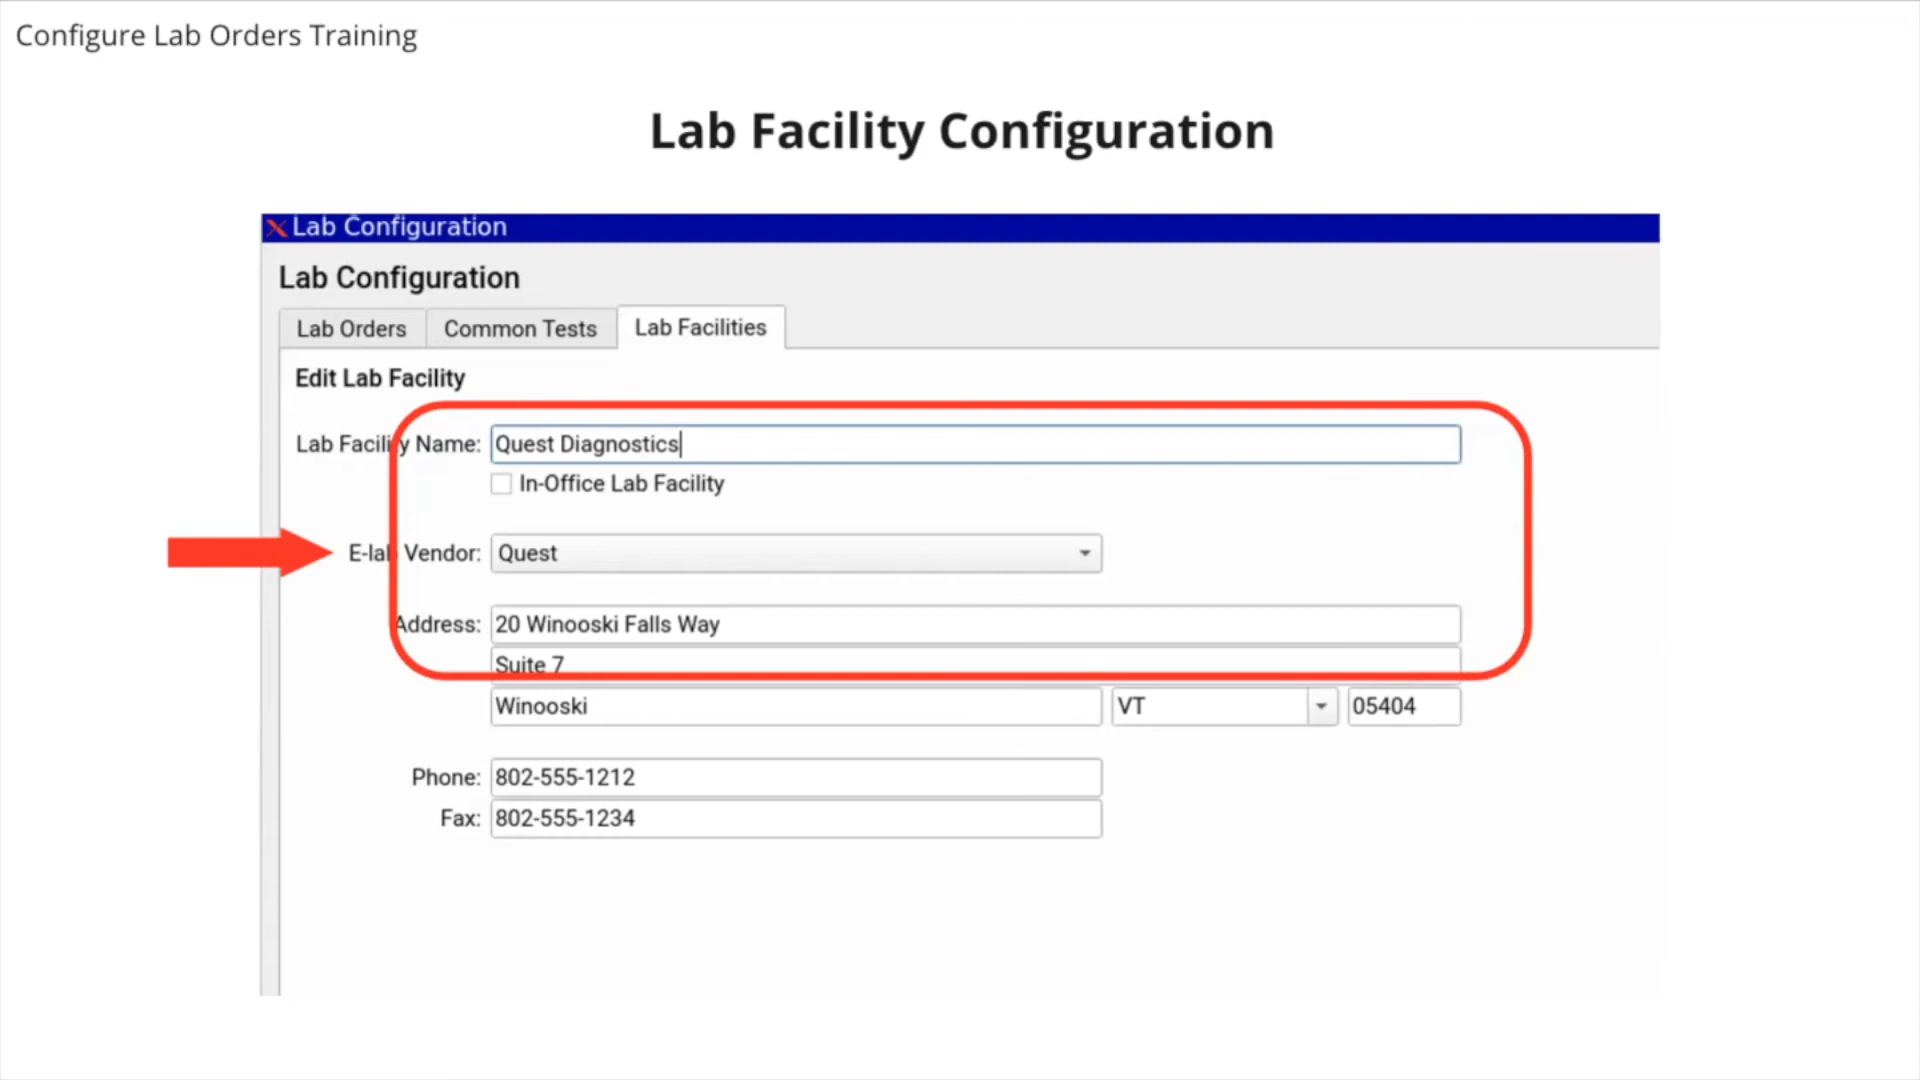 Configure Lab Orders Training
Lab Facility Configuration
Lab Configuration
Lab Configuration
Lab Orders Common Tests Lab Facilities
Edit Lab Facility
Lab Facility Name: Quest Diagnostics
In-Office Lab Facility
E-lab Vendor: Quest
Address: 20 Winooski Falls Way
Suite 7
Winooski VT 05404
Phone: 802-555-1212
Fax: 802-555-1234